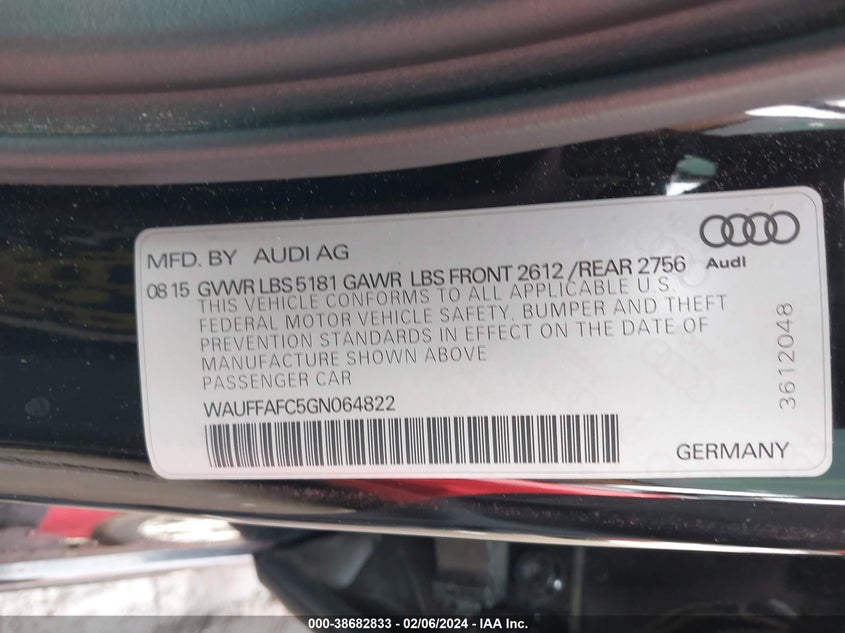 MFD. BY AUDI AG
Audi
08 15 GVWR LBS 5181 GAWR LBS FRONT 2612 /REAR 2756
THIS VEHICLE CONFORMS TO ALL APPLICABLE U.S.
FEDERAL MOTOR VEHICLE SAFETY, BUMPER AND THEFT
PREVENTION STANDARDS IN EFFECT ON THE DATE OF
MANUFACTURE SHOWN ABOVE
PASSENGER CAR
WAUFFAFC5GN064822
GERMANY
3612048
000-38682833 - 02/06/2024 - IAA Inc.